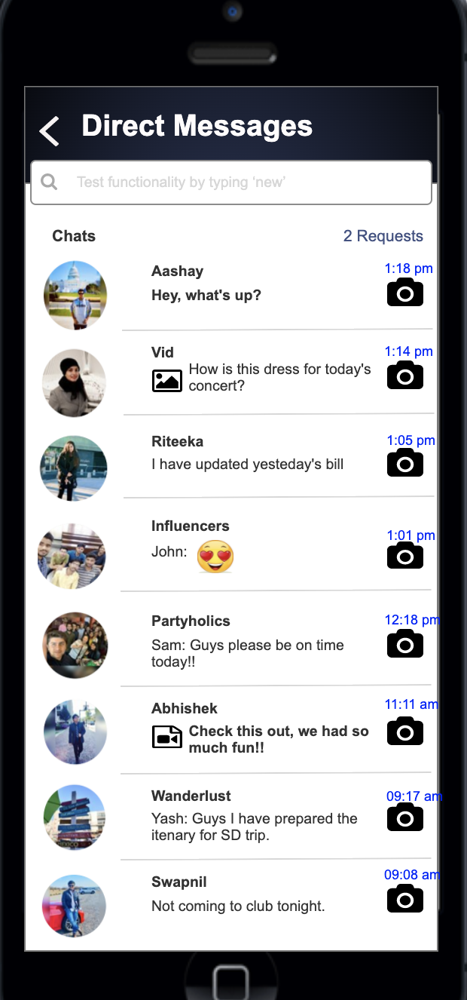 Direct Messages
Test functionality by typing ‘new’
Chats
2 Requests
Aashay
1:18 pm
Hey, what's up?
Vid
1:14 pm
How is this dress for today's
concert?
Riteeka
1:05 pm
I have updated yesteday's bill
Influencers
1:01 pm
John:
Partyholics
12:18 pm
Sam: Guys please be on time
today!!
Abhishek
11:11 am
Check this out, we had so
much fun!!
Wanderlust
09:17 am
Yash: Guys I have prepared the
itenary for SD trip.
Swapnil
09:08 am
Not coming to club tonight.